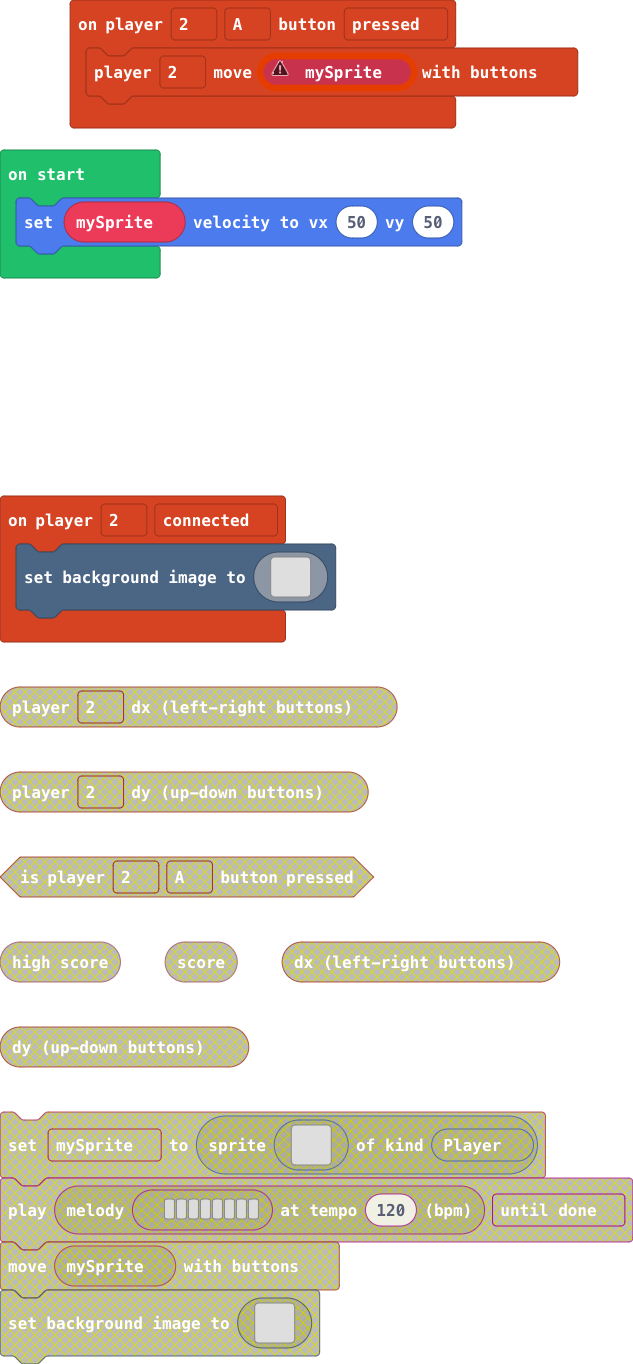 on player 2 A button pressed
player 2 move mySprite with buttons
on start
set mySprite velocity to vx 50 vy 50
on player 2 connected
set background image to
player 2 dx (left-right buttons)
player 2 dy (up-down buttons)
is player 2 A button pressed
high score score dx (left-right buttons)
dy (up-down buttons)
set mySprite to sprite of kind Player
play melody at tempo 120 (bpm) until done
move mySprite with buttons
set background image to